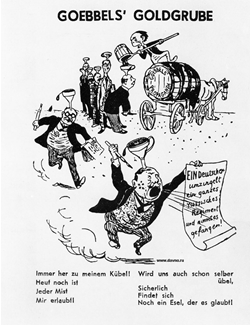 GOEBBELS' GOLDGRUBE
EIN Deutscher
umzingelt
ein ganzes
russisches
Regiment
und
gefangen!
www.davno.ru
Immer her zu meinem Kübel!
Heut noch ist
Jeder Mist
Mir erlaubt!
Wird uns auch schon selber
übel,
Sicherlich
Findet sich
Noch ein Esel, der es glaubt!